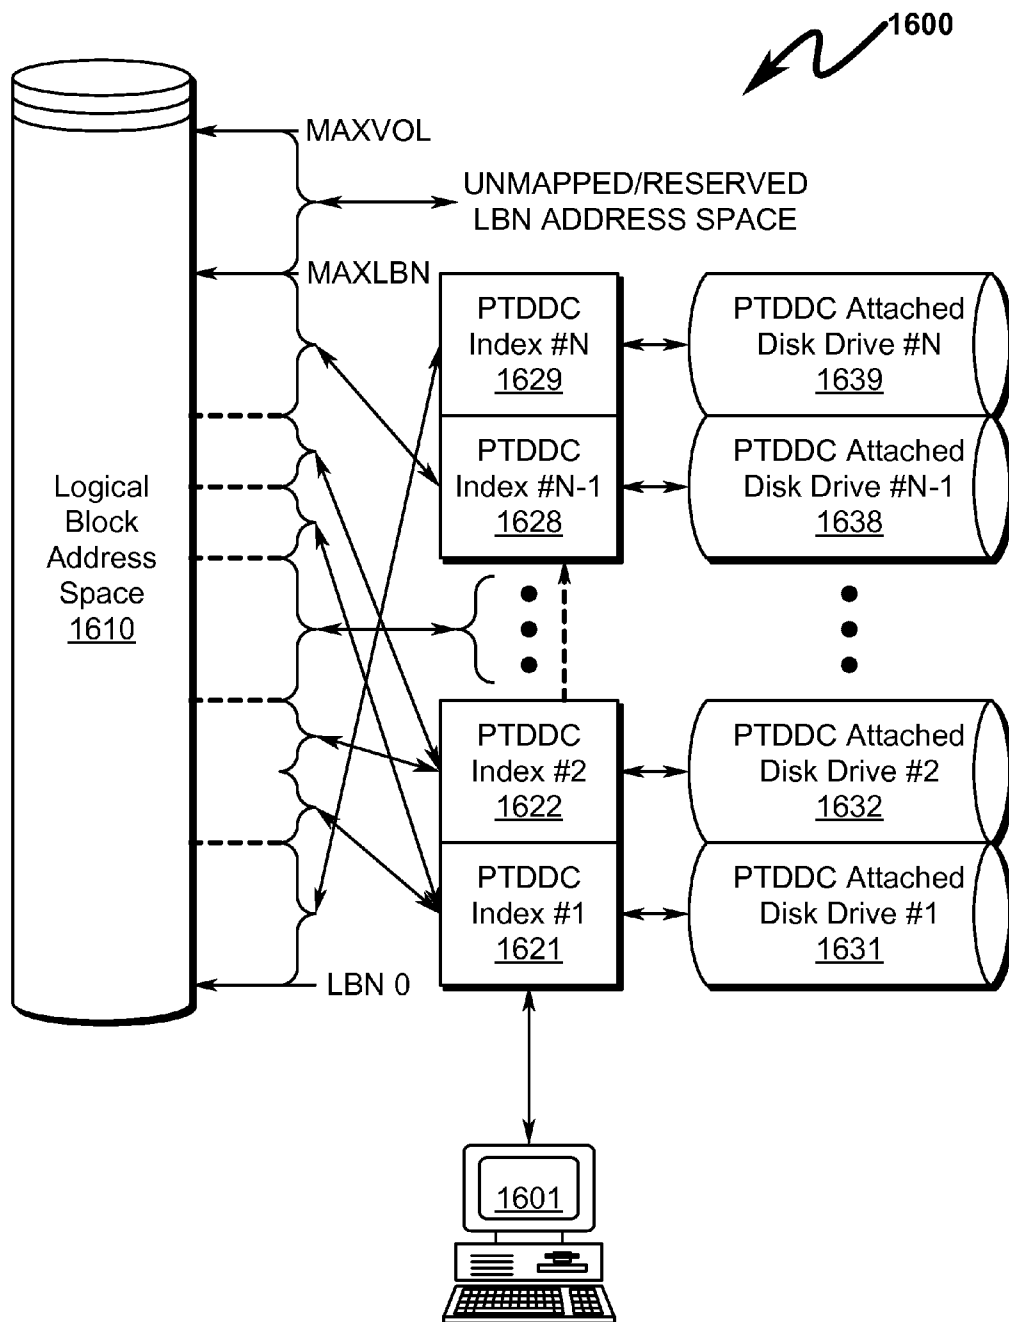 1600
MAXVOL
UNMAPPED/RESERVED
LBN ADDRESS SPACE
MAXLBN
PTDDC
Index #N
1629
PTDDC Attached
Disk Drive #N
1639
PTDDC
Index #N-1
1628
PTDDC Attached
Disk Drive #N-1
1638
Logical
Block
Address
Space
1610
PTDDC
Index #2
1622
PTDDC Attached
Disk Drive #2
1632
PTDDC
Index #1
1621
PTDDC Attached
Disk Drive #1
1631
LBN 0
1601